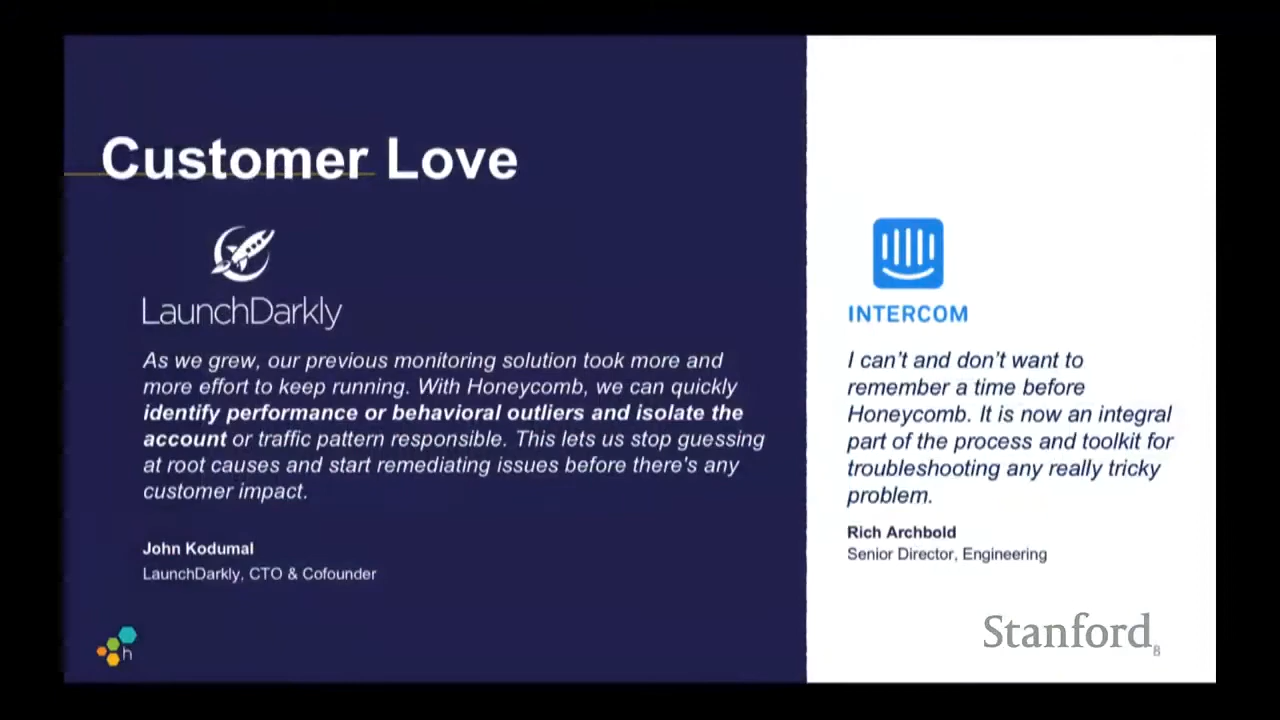 Customer Love
LaunchDarkly
As we grew, our previous monitoring solution took more and
more effort to keep running. With Honeycomb, we can quickly
identify performance or behavioral outliers and isolate the
account or traffic pattern responsible. This lets us stop guessing
at root causes and start remediating issues before there's any
customer impact.
John Kodumal
LaunchDarkly, CTO & Cofounder
h
INTERCOM
I can't and don't want to
remember a time before
Honeycomb. It is now an integral
part of the process and toolkit for
troubleshooting any really tricky
problem.
Rich Archbold
Senior Director, Engineering
Stanford
8